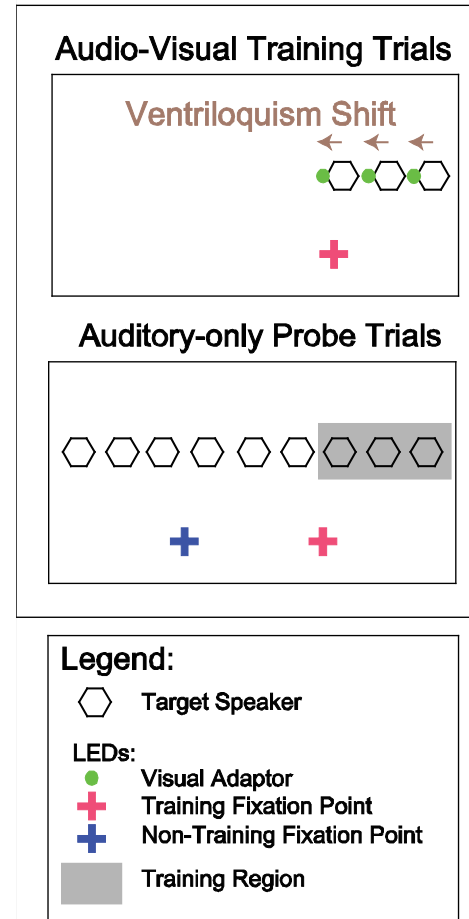 Audio-Visual Training Trials
Ventriloquism Shift
Auditory-only Probe Trials
Legend:
Target Speaker
LEDs:
Visual Adaptor
Training Fixation Point
Non-Training Fixation Point
Training Region